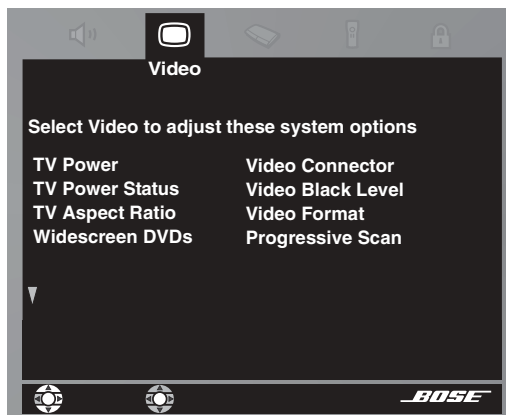 Video
Select Video to adjust these system options
TV Power
TV Power Status
TV Aspect Ratio
Widescreen DVDs
Video Connector
Video Black Level
Video Format
Progressive Scan
BOSE